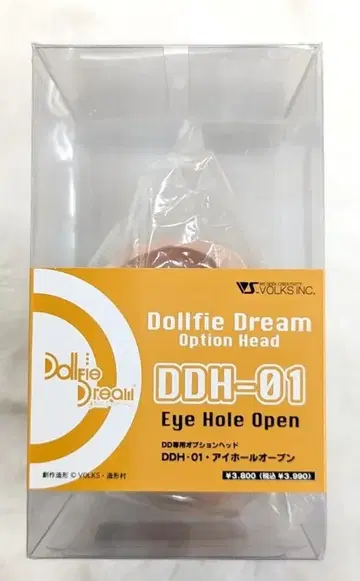 VOLKS INC.
Dollfie Dream
Option Head
DDH-01
Eye Hole Open
Dollfie
Dream
DD専用オプションヘッド
DDH-01・アイホールオープン
¥3,800(税込¥3,990)
創作造形 © VOLKS・造形村